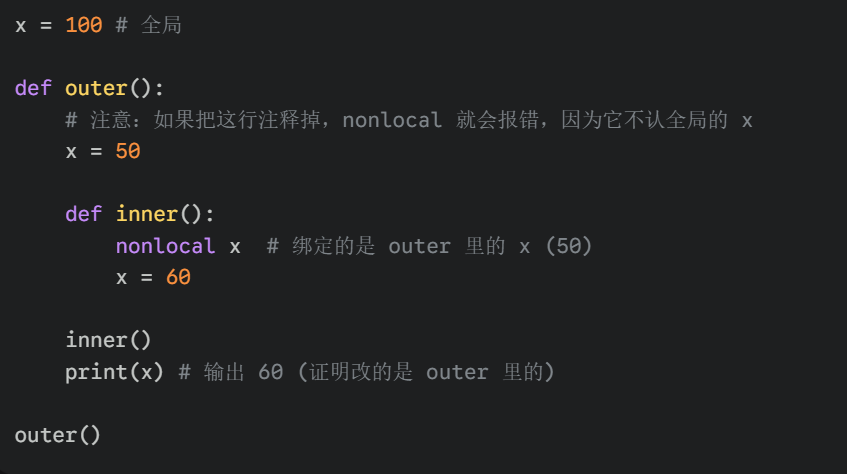 x = 100 # 全局
def outer():
    # 注意：如果把这行注释掉，nonlocal 就会报错，因为它不认全局的 x
    x = 50
    def inner():
        nonlocal x  # 绑定的是 outer 里的 x (50)
        x = 60
    inner()
    print(x) # 输出 60 (证明改的是 outer 里的)
outer()